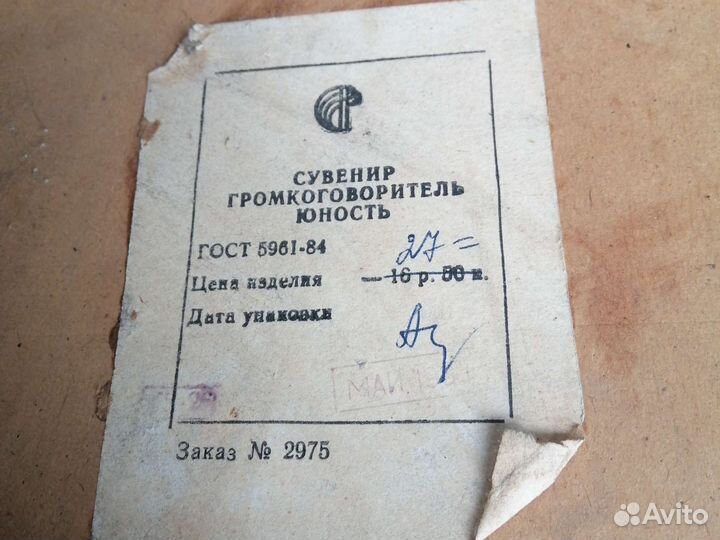 СУВЕНИР
ГРОМКОГОВОРИТЕЛЬ
ЮНОСТЬ
ГОСТ 5961-84
27=
Цена изделия — 16 р. 50 к.
Дата упаковки
МАЙ
Заказ № 2975
Avito